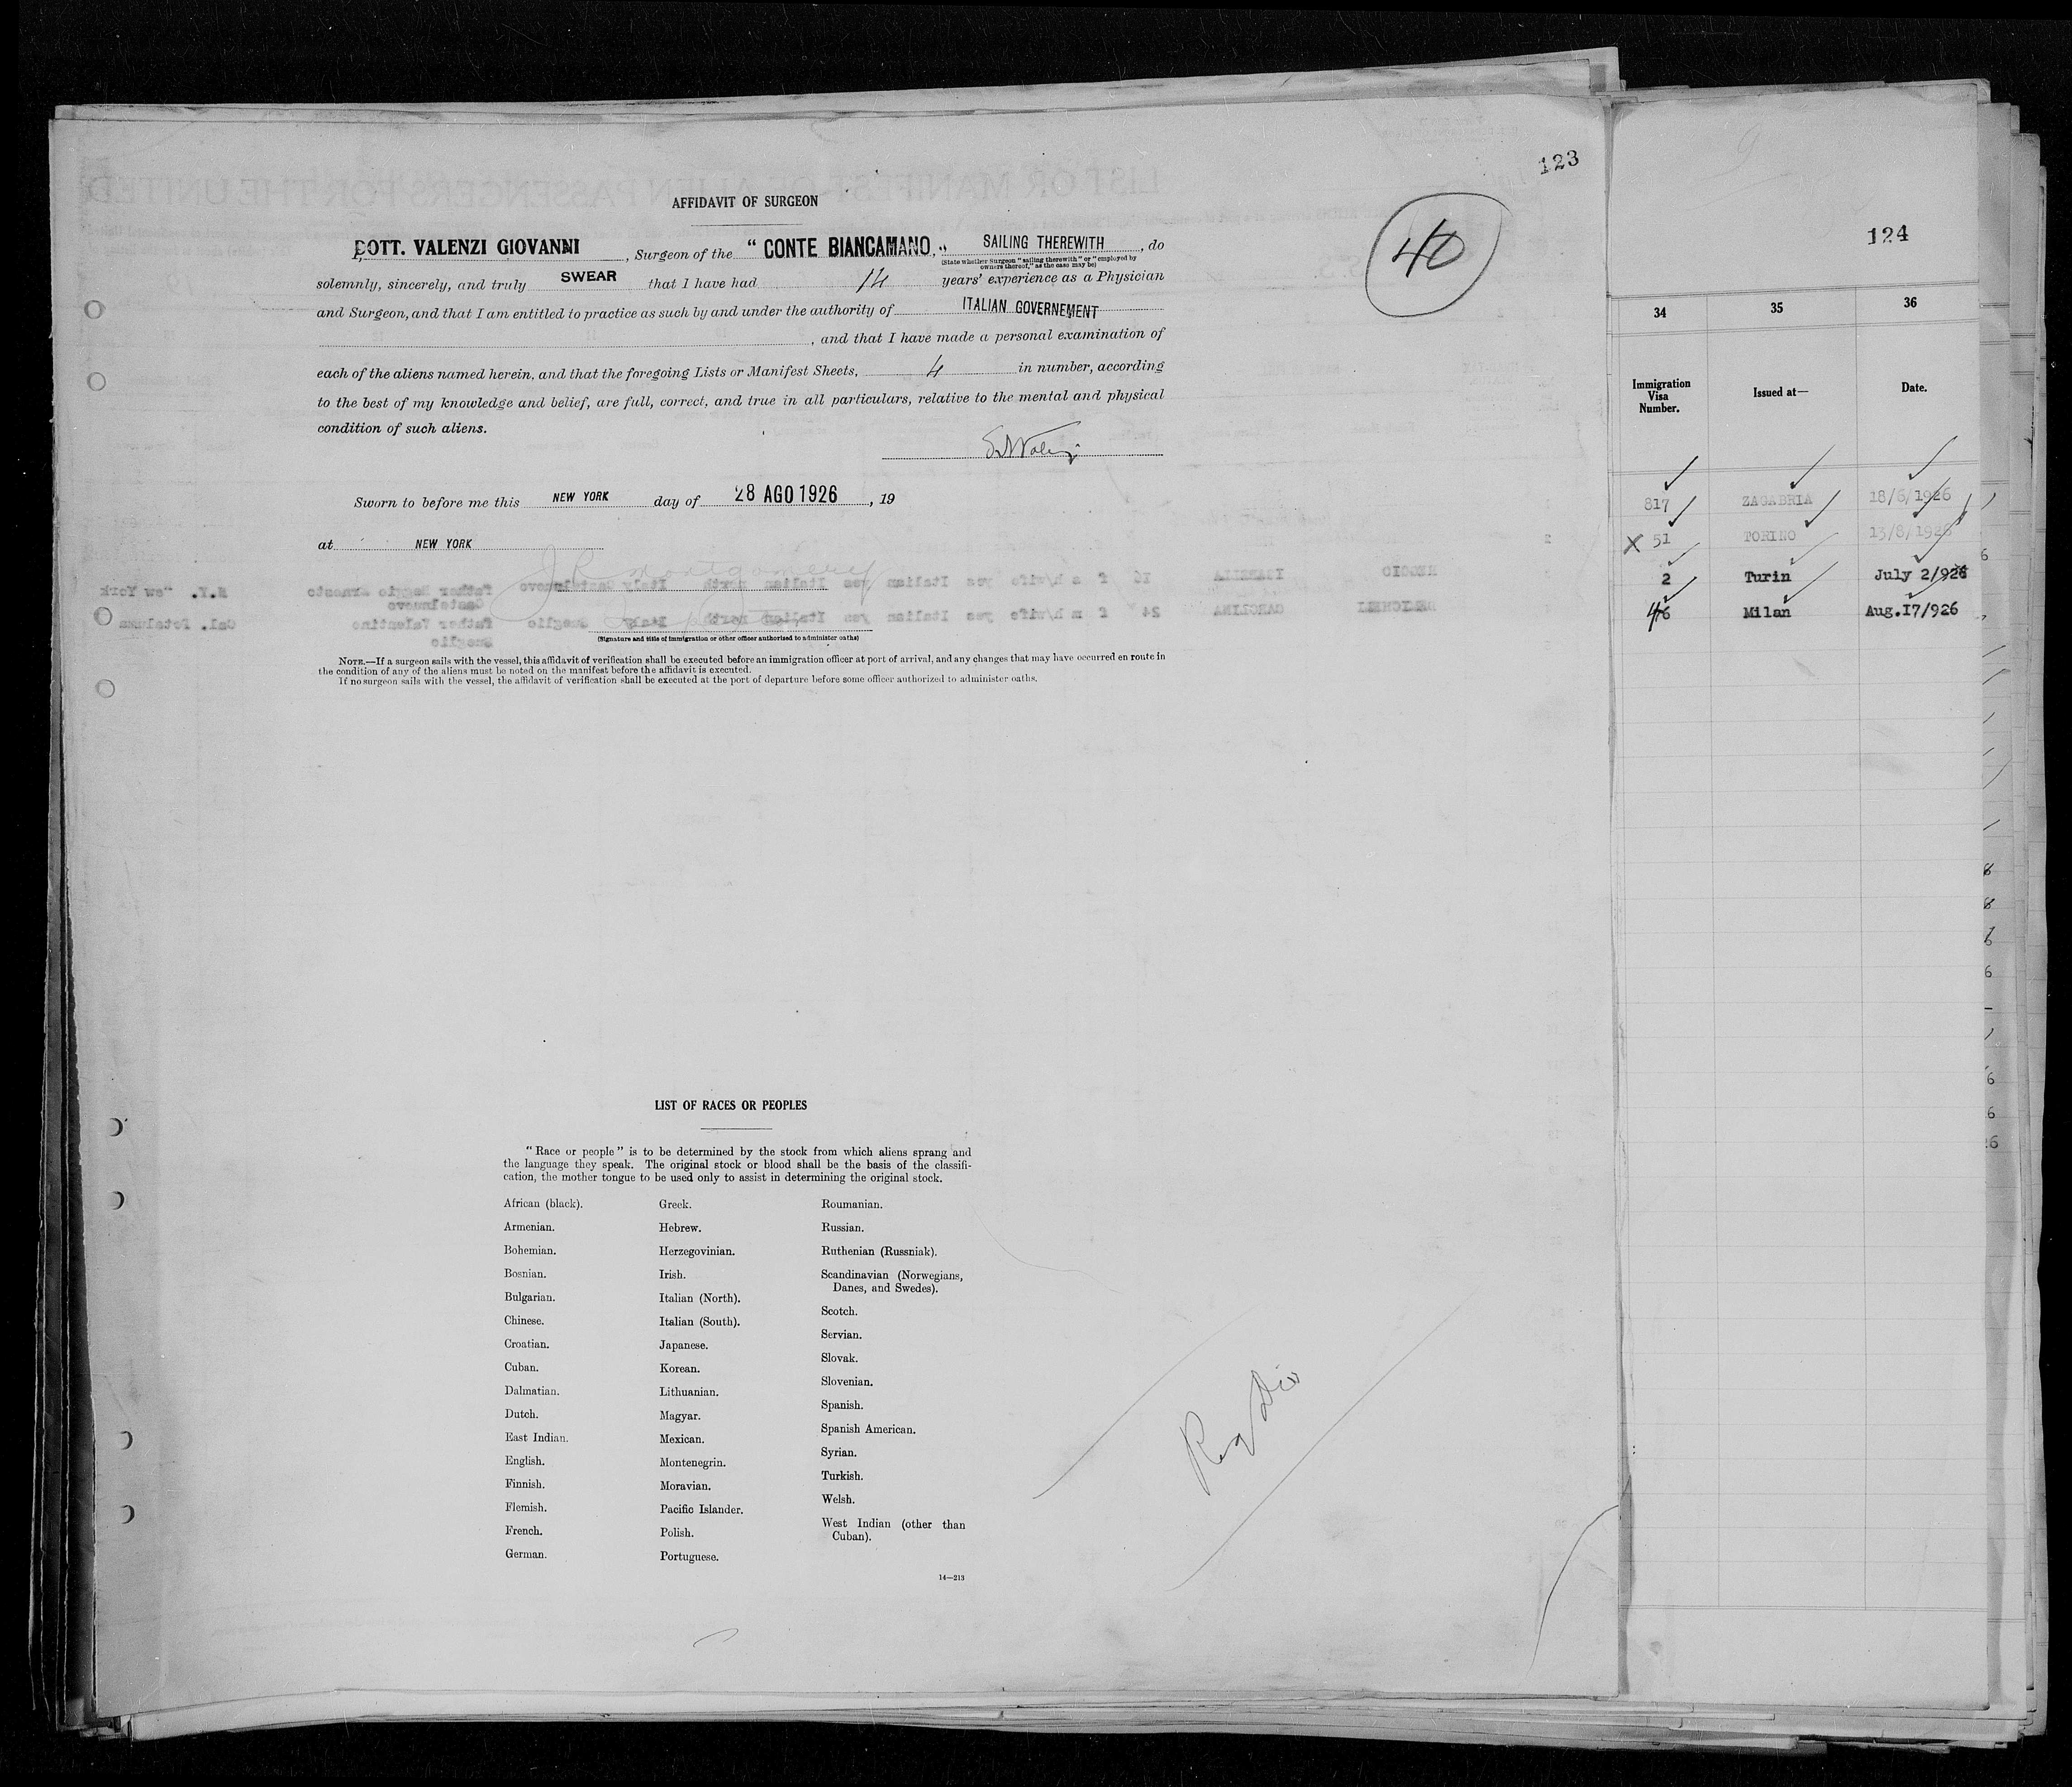 123
AFFIDAVIT OF SURGEON
40
DOTT. VALENZI GIOVANNI, Surgeon of the " CONTE BIANCAMANO, " SAILING THEREWITH, do
(State whether Surgeon "sailing therewith" or "employed by
owners thereof," as the case may be)
solemnly, sincerely, and truly SWEAR that I have had 14 years' experience as a Physician
and Surgeon, and that I am entitled to practice as such by and under the authority of ITALIAN GOVERNEMENT
, and that I have made a personal examination of
each of the aliens named herein, and that the foregoing Lists or Manifest Sheets, 4 in number, according
to the best of my knowledge and belief, are full, correct, and true in all particulars, relative to the mental and physical
condition of such aliens.
Sworn to before me this NEW YORK day of 28 AGO 1926, 19
at NEW YORK
J R Montgomery
(Signature and title of immigration or other officer authorized to administer oaths)
NOTE.—If a surgeon sails with the vessel, this affidavit of verification shall be executed before an immigration officer at port of arrival, and any changes that may have occurred en route in
the condition of any of the aliens must be noted on the manifest before the affidavit is executed.
If no surgeon sails with the vessel, the affidavit of verification shall be executed at the port of departure before some officer authorized to administer oaths.
LIST OF RACES OR PEOPLES
"Race or people" is to be determined by the stock from which aliens sprang and
the language they speak. The original stock or blood shall be the basis of the classifi-
cation, the mother tongue to be used only to assist in determining the original stock.
African (black).
Armenian.
Bohemian.
Bosnian.
Bulgarian.
Chinese.
Croatian.
Cuban.
Dalmatian.
Dutch.
East Indian.
English.
Finnish.
Flemish.
French.
German.
Greek.
Hebrew.
Herzegovinian.
Irish.
Italian (North).
Italian (South).
Japanese.
Korean.
Lithuanian.
Magyar.
Mexican.
Montenegrin.
Moravian.
Pacific Islander.
Polish.
Portuguese.
Roumanian.
Russian.
Ruthenian (Russniak).
Scandinavian (Norwegians,
Danes, and Swedes).
Scotch.
Servian.
Slovak.
Slovenian.
Spanish.
Spanish American.
Syrian.
Turkish.
Welsh.
West Indian (other than
Cuban).
14—213
124
34 35 36
Immigration
Visa
Number.
Issued at—
Date.
817 ZAGABRIA 18/6/1926
X 51 TORINO 13/8/1926
2 Turin July 2/926
46 Milan Aug.17/926